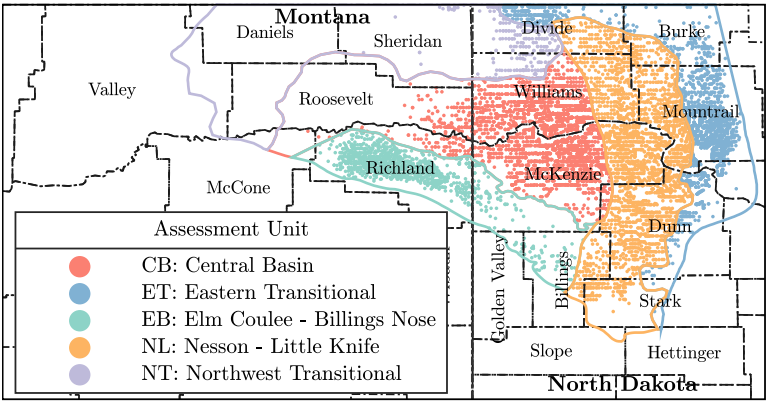 Montana
Daniels
Sheridan
Divide
Burke
Valley
Roosevelt
Williams
Mountrail
Richland
McKenzie
McCone
Dunn
Golden Valley
Billings
Stark
Slope
Hettinger
North Dakota
Assessment Unit
CB: Central Basin
ET: Eastern Transitional
EB: Elm Coulee - Billings Nose
NL: Nesson - Little Knife
NT: Northwest Transitional